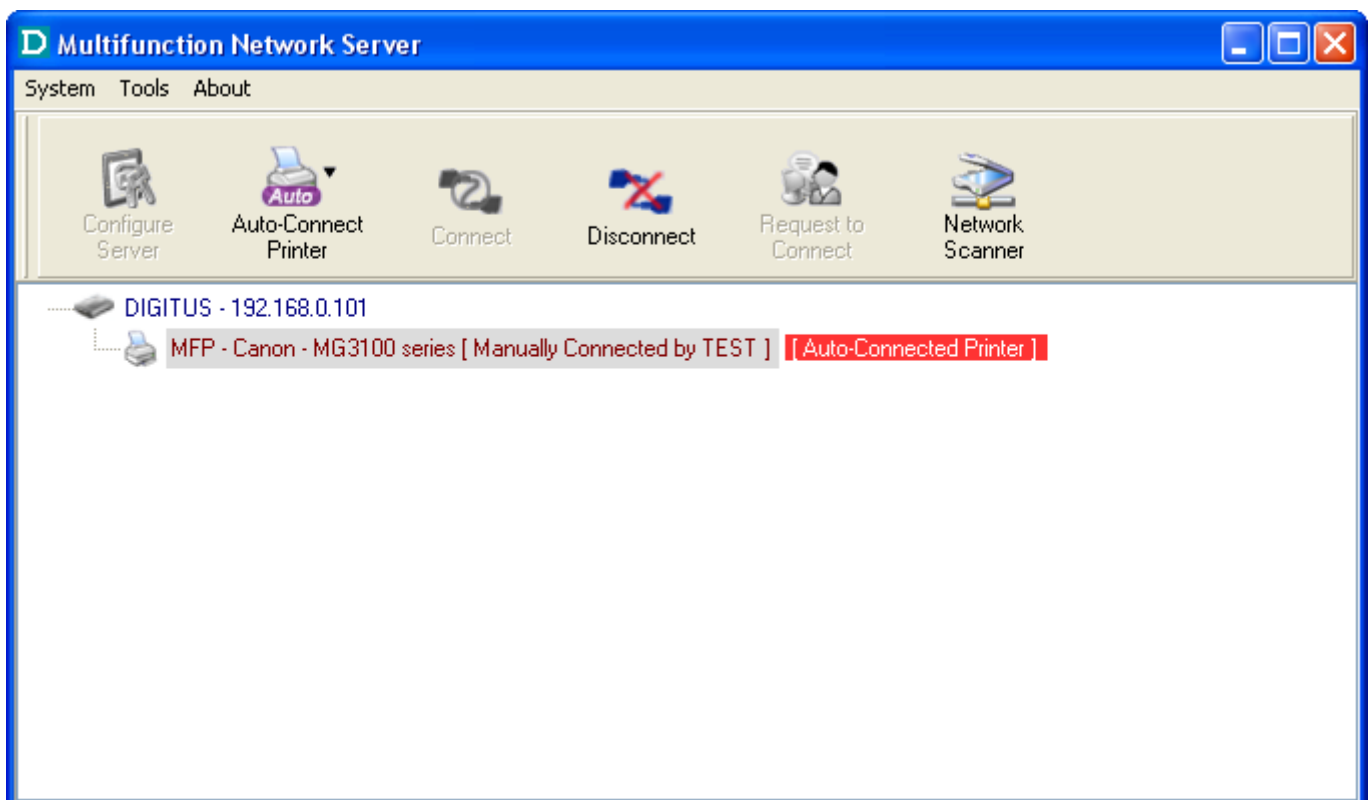 D Multifunction Network Server
System Tools About
Configure Server
Auto
Auto-Connect Printer
Connect
Disconnect
Request to Connect
Network Scanner
DIGITUS - 192.168.0.101
MFP - Canon - MG3100 series [ Manually Connected by TEST ] [ Auto-Connected Printer ]